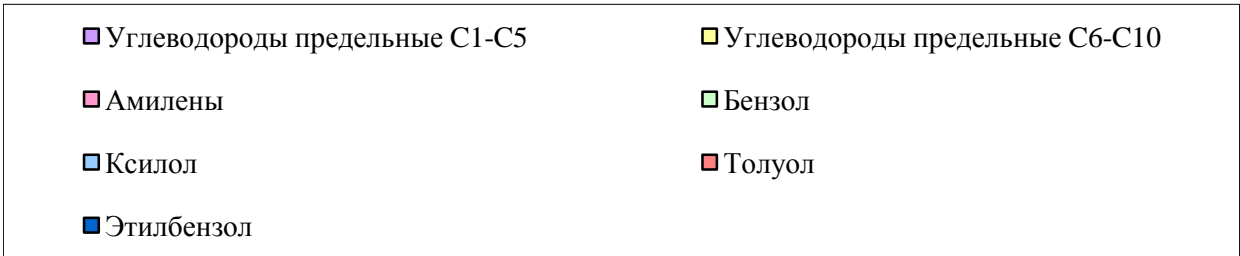 Углеводороды предельные С1-С5
Углеводороды предельные С6-С10
Амилены
Бензол
Ксилол
Толуол
Этилбензол